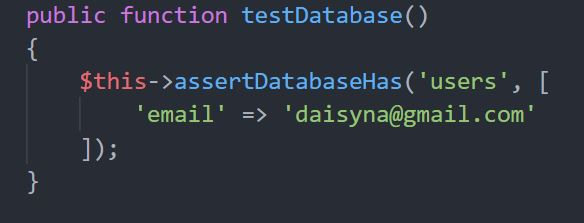 public function testDatabase()
{
    $this->assertDatabaseHas('users', [
        'email' => 'daisyna@gmail.com'
    ]);
}